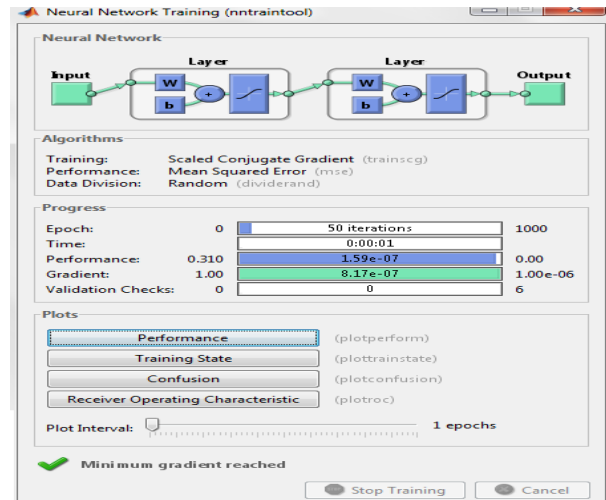 Neural Network Training (nntraintool)
Neural Network
Layer
Layer
Input
Output
W
b
+
W
b
+
Algorithms
Training: Scaled Conjugate Gradient (trainscg)
Performance: Mean Squared Error (mse)
Data Division: Random (dividerand)
Progress
Epoch: 0 50 iterations 1000
Time: 0:00:01
Performance: 0.310 1.59e-07 0.00
Gradient: 1.00 8.17e-07 1.00e-06
Validation Checks: 0 0 6
Plots
Performance (plotperform)
Training State (plottrainstate)
Confusion (plotconfusion)
Receiver Operating Characteristic (plotroc)
Plot Interval: 1 epochs
Minimum gradient reached
Stop Training Cancel